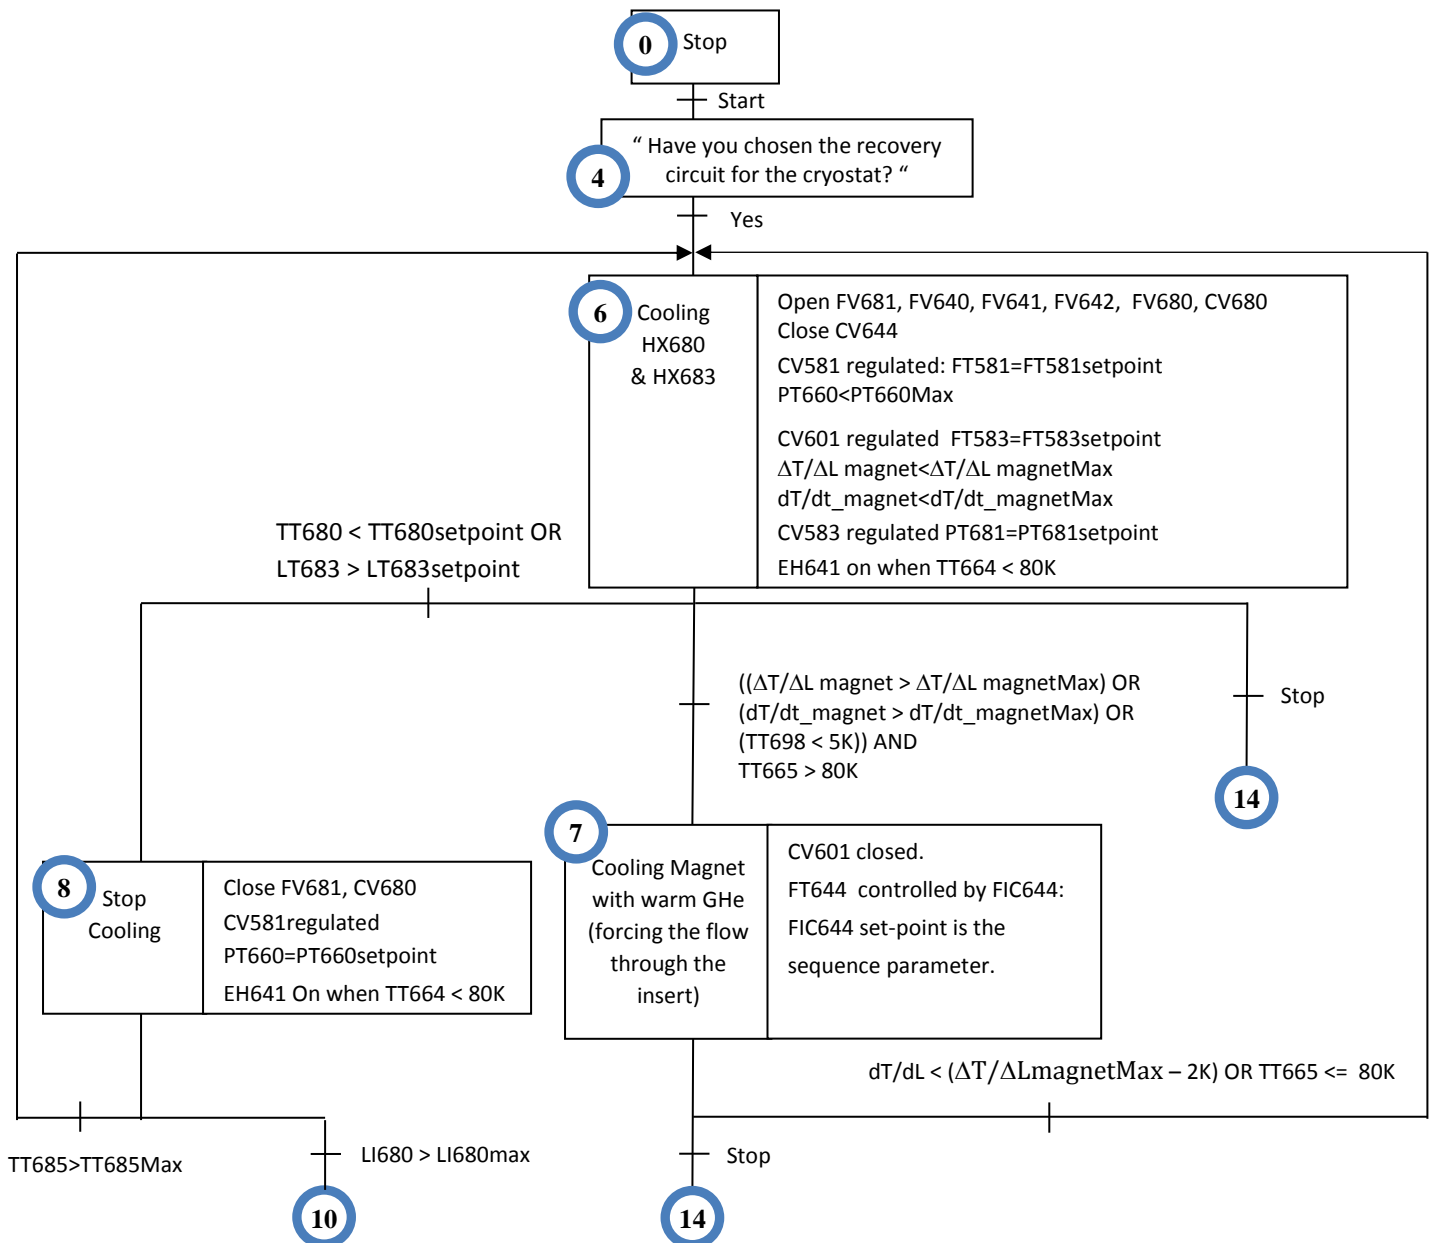 0
Stop
Start
“ Have you chosen the recovery
circuit for the cryostat? “
4
Yes
6
Cooling
HX680
& HX683
Open FV681, FV640, FV641, FV642, FV680, CV680
Close CV644
CV581 regulated: FT581=FT581setpoint
PT660<PT660Max
CV601 regulated FT583=FT583setpoint
ΔT/ΔL magnet<ΔT/ΔL magnetMax
dT/dt_magnet<dT/dt_magnetMax
CV583 regulated PT681=PT681setpoint
EH641 on when TT664 < 80K
TT680 < TT680setpoint OR
LT683 > LT683setpoint
((ΔT/ΔL magnet > ΔT/ΔL magnetMax) OR
(dT/dt_magnet > dT/dt_magnetMax) OR
(TT698 < 5K)) AND
TT665 > 80K
Stop
14
8
Stop
Cooling
Close FV681, CV680
CV581regulated
PT660=PT660setpoint
EH641 On when TT664 < 80K
7
Cooling Magnet
with warm GHe
(forcing the flow
through the
insert)
CV601 closed.
FT644 controlled by FIC644:
FIC644 set-point is the
sequence parameter.
dT/dL < (ΔT/ΔLmagnetMax – 2K) OR TT665 <= 80K
TT685>TT685Max
LI680 > LI680max
10
Stop
14